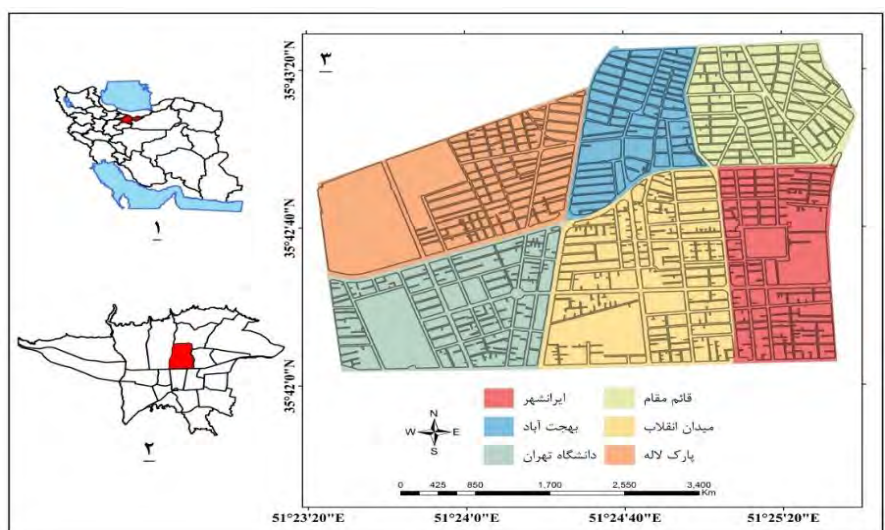 ۱
۲
۳
35°43'20"N
35°42'40"N
35°42'0"N
ایرانشهر
قائم مقام
بهجت آباد
میدان انقلاب
دانشگاه تهران
پارک لاله
N
W E
S
0 425 850 1,700 2,550 3,400
Km
51°23'20"E 51°24'0"E 51°24'40"E 51°25'20"E